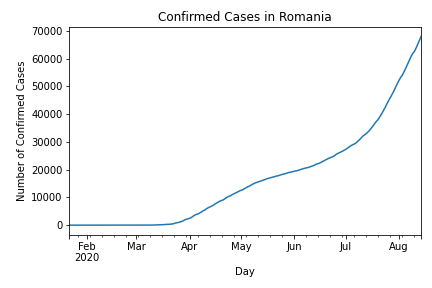 Confirmed Cases in Romania
Number of Confirmed Cases
70000
60000
50000
40000
30000
20000
10000
0
Feb Mar Apr May Jun Jul Aug
2020
Day